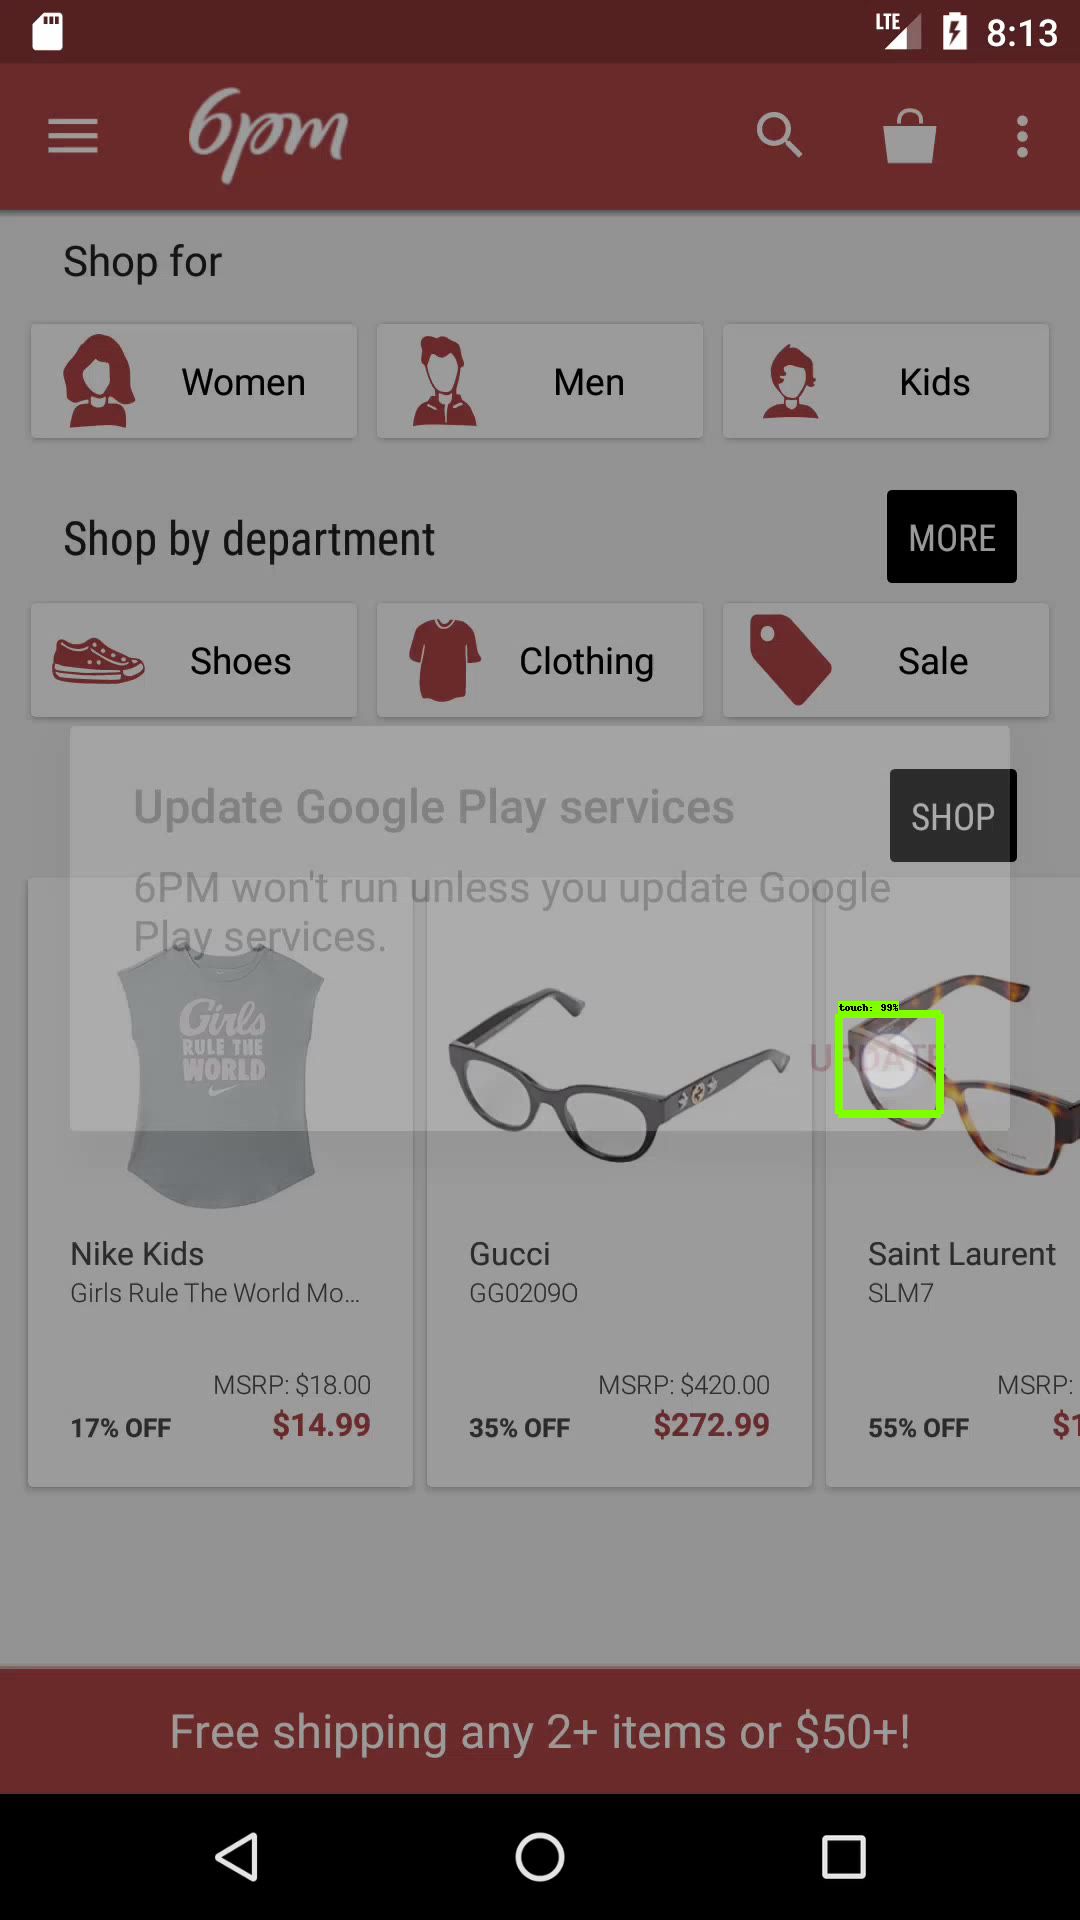 LTE 8:13
6pm
Shop for
Women Men Kids
Shop by department MORE
Shoes Clothing Sale
Update Google Play services SHOP
6PM won't run unless you update Google
Play services.
Girls
RULE THE
WORLD
touch: 99%
UPDATE
Nike Kids Gucci Saint Laurent
Girls Rule The World Mo... GG0209O SLM7
MSRP: $18.00 MSRP: $420.00 MSRP:
17% OFF $14.99 35% OFF $272.99 55% OFF $1
Free shipping any 2+ items or $50+!